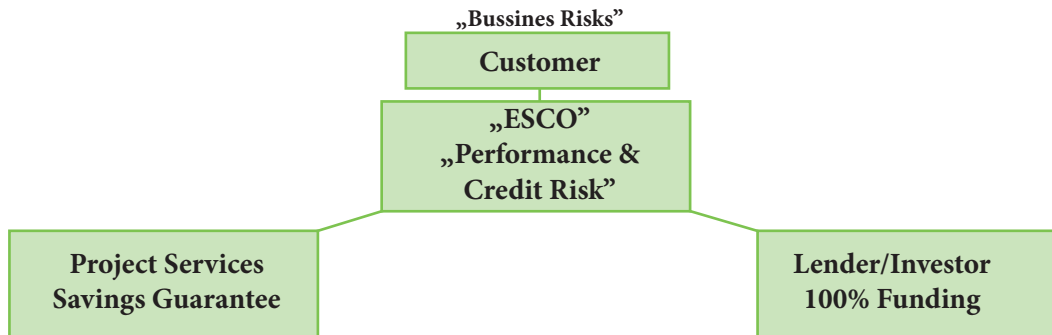 „Bussines Risks”
Customer
„ESCO”
„Performance &
Credit Risk”
Project Services
Savings Guarantee
Lender/Investor
100% Funding